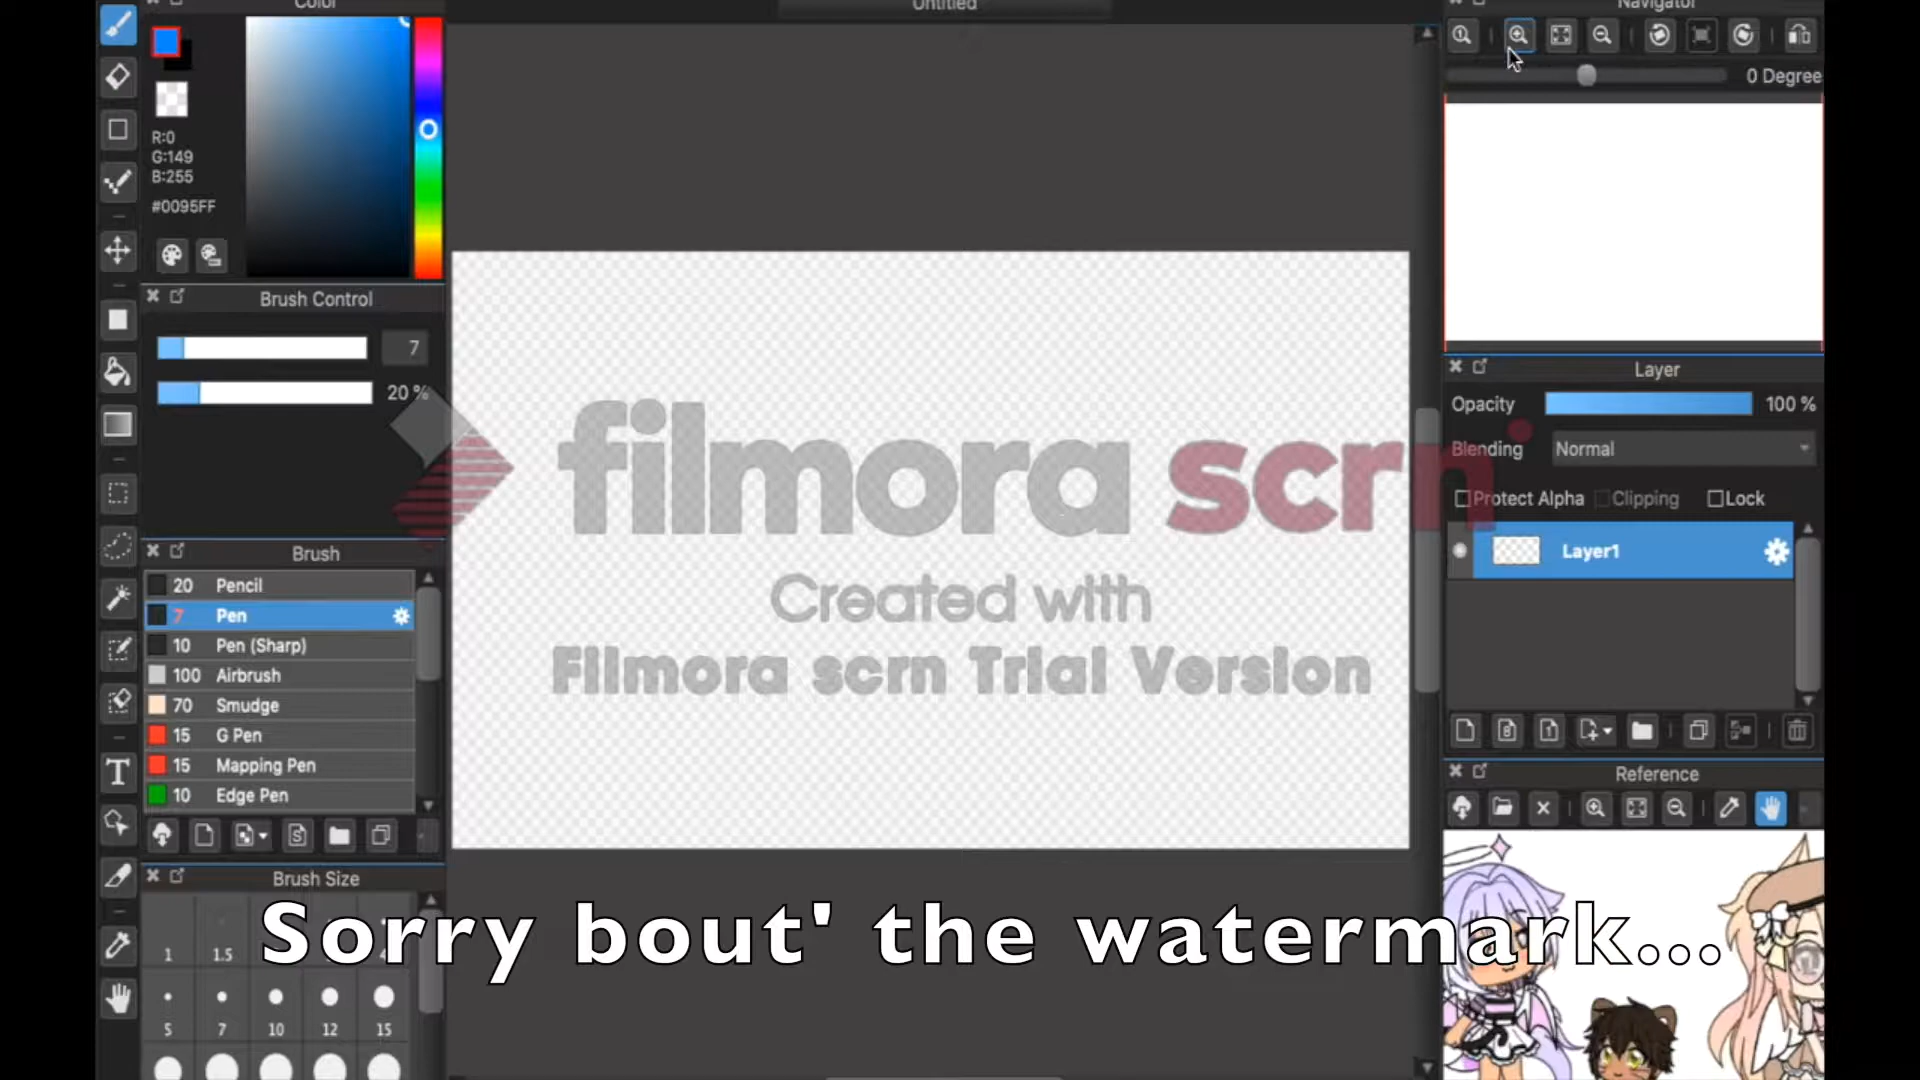 Color
Untitled
Navigator
R:0
G:149
B:255
#0095FF
0 Degree
Brush Control
7
20 %
Layer
Opacity
100 %
Blending
Normal
Protect Alpha
Clipping
Lock
Layer1
filmora scrn
Created with
Filmora scrn Trial Version
Brush
20 Pencil
7 Pen
10 Pen (Sharp)
100 Airbrush
70 Smudge
15 G Pen
15 Mapping Pen
10 Edge Pen
Reference
Brush Size
1
1.5
Sorry bout' the watermark...
5
7
10
12
15